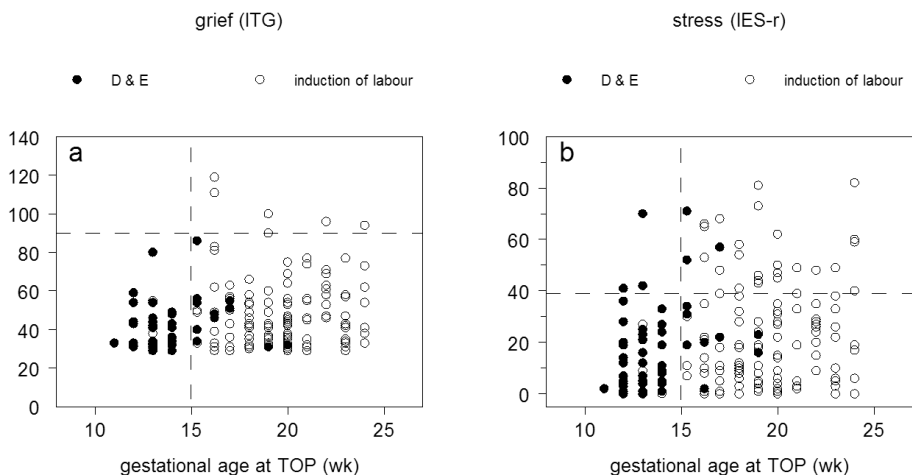 grief (ITG)
D & E
induction of labour
a
140
120
100
80
60
40
20
0
10
15
20
25
gestational age at TOP (wk)
stress (IES-r)
D & E
induction of labour
b
100
80
60
40
20
0
10
15
20
25
gestational age at TOP (wk)